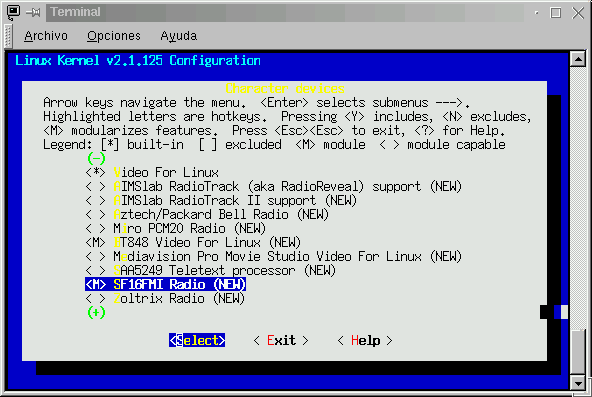 Terminal
Archivo Opciones Ayuda
Linux Kernel v2.1.125 Configuration
Character devices
Arrow keys navigate the menu. <Enter> selects submenus --->.
Highlighted letters are hotkeys. Pressing <Y> includes, <N> excludes,
<M> modularizes features. Press <Esc><Esc> to exit, <?> for Help.
Legend: [*] built-in [ ] excluded <M> module < > module capable
(-)
<*> Video For Linux
< > AIMSlab RadioTrack (aka RadioReveal) support (NEW)
< > AIMSlab RadioTrack II support (NEW)
< > Aztech/Packard Bell Radio (NEW)
< > Miro PCM20 Radio (NEW)
<M> BT848 Video For Linux (NEW)
< > Mediavision Pro Movie Studio Video For Linux (NEW)
< > SAA5249 Teletext processor (NEW)
<M> SF16FMI Radio (NEW)
< > Zoltrix Radio (NEW)
(+)
<Select> < Exit > < Help >